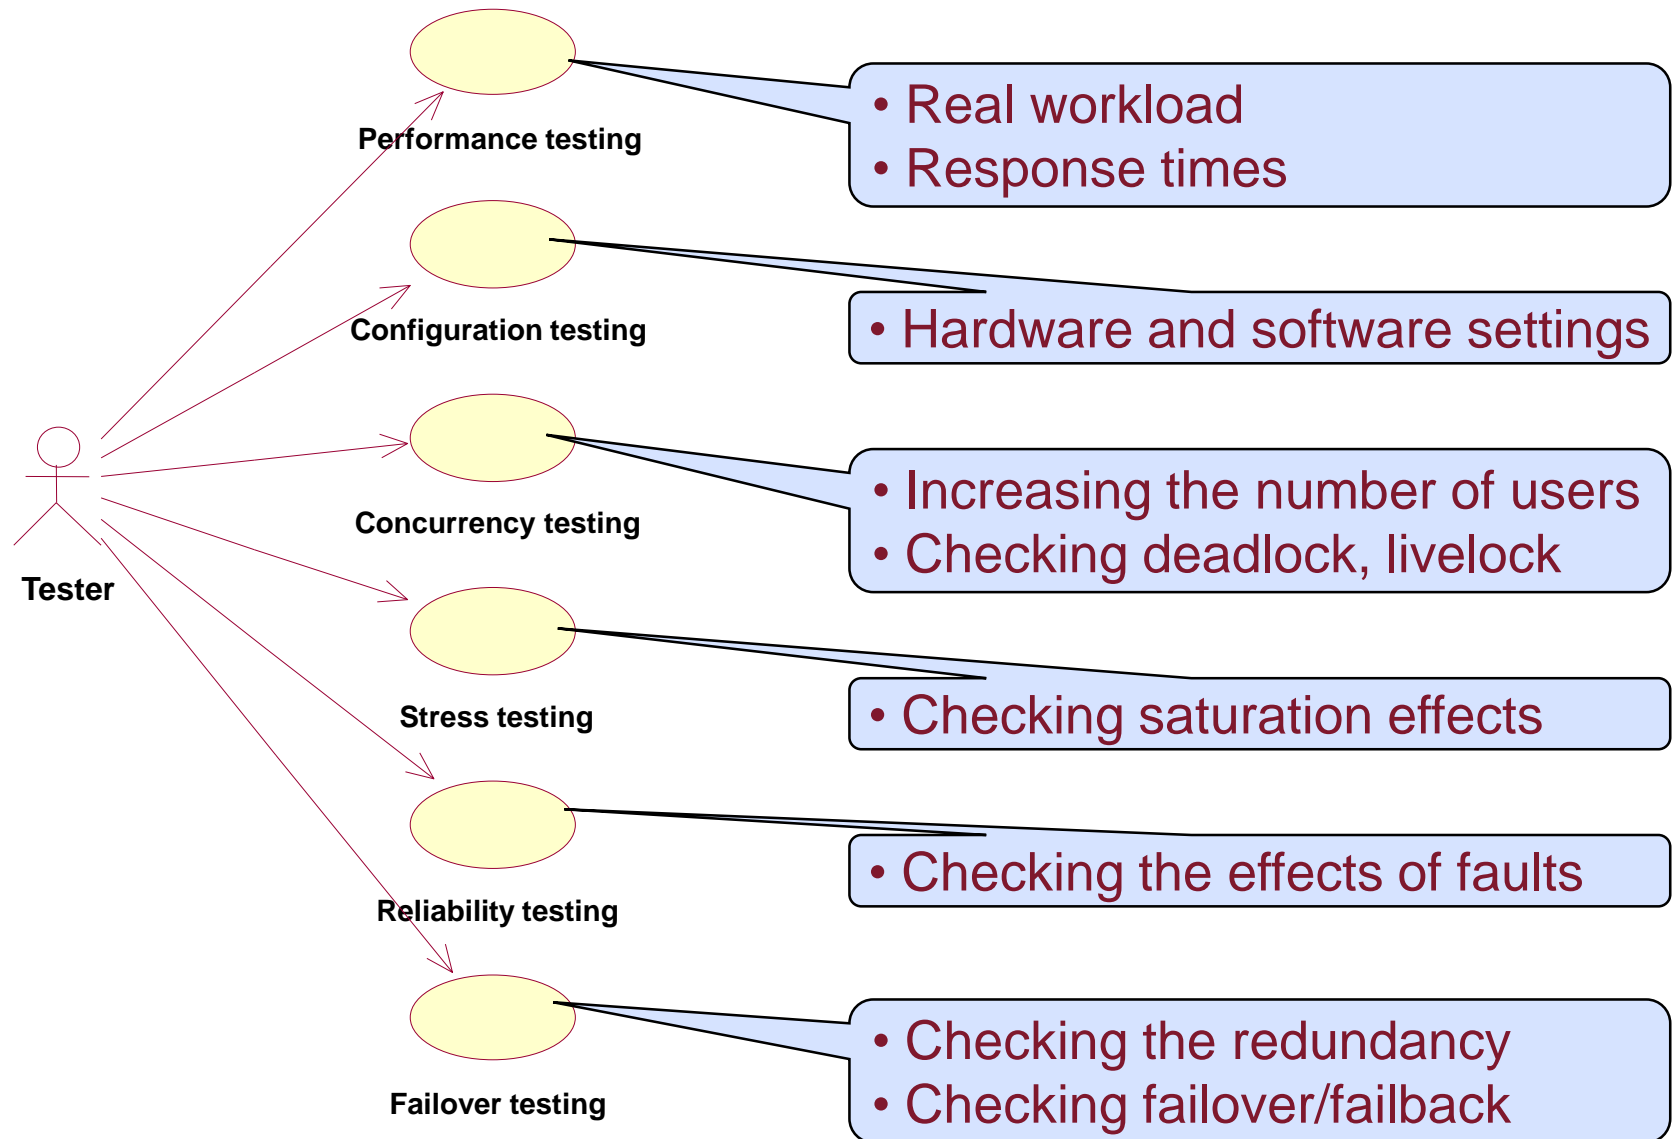 Performance testing
• Real workload
• Response times
Configuration testing
• Hardware and software settings
Concurrency testing
• Increasing the number of users
• Checking deadlock, livelock
Tester
Stress testing
• Checking saturation effects
Reliability testing
• Checking the effects of faults
Failover testing
• Checking the redundancy
• Checking failover/failback